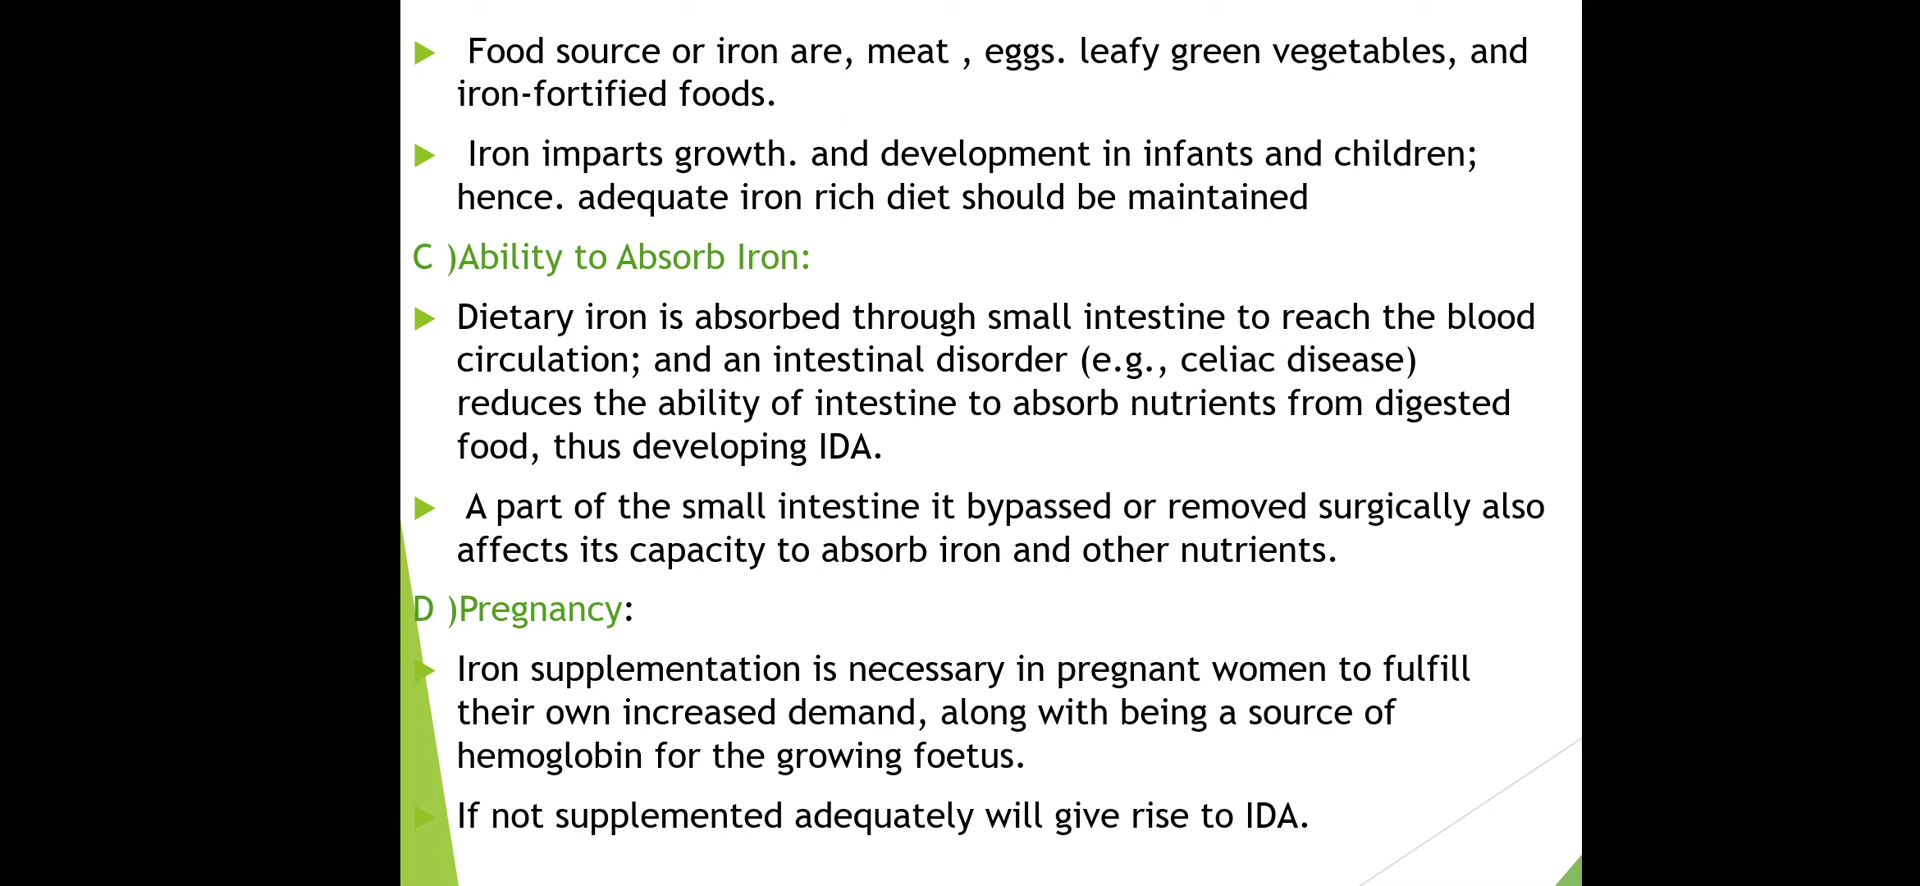 Food source or iron are, meat , eggs. leafy green vegetables, and
iron-fortified foods.
Iron imparts growth. and development in infants and children;
hence. adequate iron rich diet should be maintained
C )Ability to Absorb Iron:
Dietary iron is absorbed through small intestine to reach the blood
circulation; and an intestinal disorder (e.g., celiac disease)
reduces the ability of intestine to absorb nutrients from digested
food, thus developing IDA.
A part of the small intestine it bypassed or removed surgically also
affects its capacity to absorb iron and other nutrients.
D )Pregnancy:
Iron supplementation is necessary in pregnant women to fulfill
their own increased demand, along with being a source of
hemoglobin for the growing foetus.
If not supplemented adequately will give rise to IDA.